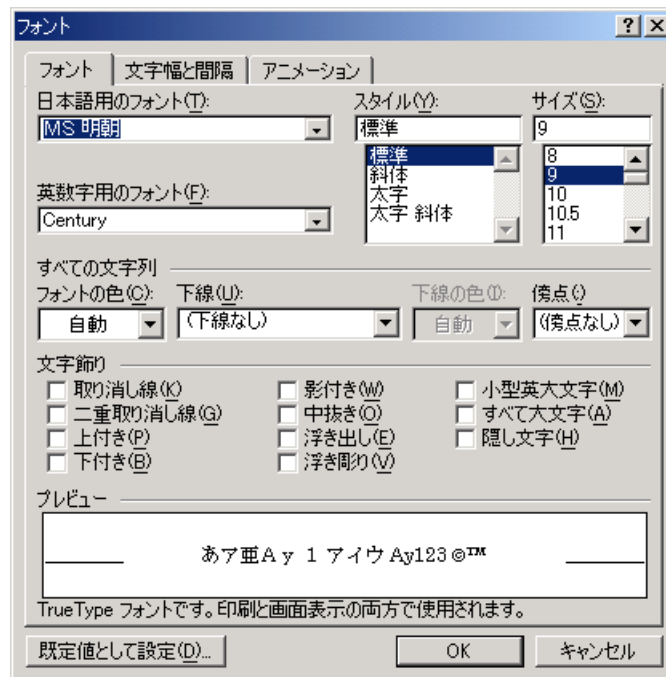 フォント
フォント 文字幅と間隔 アニメーション
日本語用のフォント(T): スタイル(Y): サイズ(S):
MS 明朝 標準 9
標準 8
斜体 9
太字 10
太字 斜体 10.5
11
英数字用のフォント(F):
Century
すべての文字列
フォントの色(C): 下線(U): 下線の色(I): 傍点(·)
自動 (下線なし) 自動 (傍点なし)
文字飾り
取り消し線(K) 影付き(W) 小型英大文字(M)
二重取り消し線(G) 中抜き(O) すべて大文字(A)
上付き(P) 浮き出し(E) 隠し文字(H)
下付き(B) 浮き彫り(V)
プレビュー
あア亜Ａｙ １ アイウ Ay123 ©™
TrueType フォントです。印刷と画面表示の両方で使用されます。
既定値として設定(D)... OK キャンセル